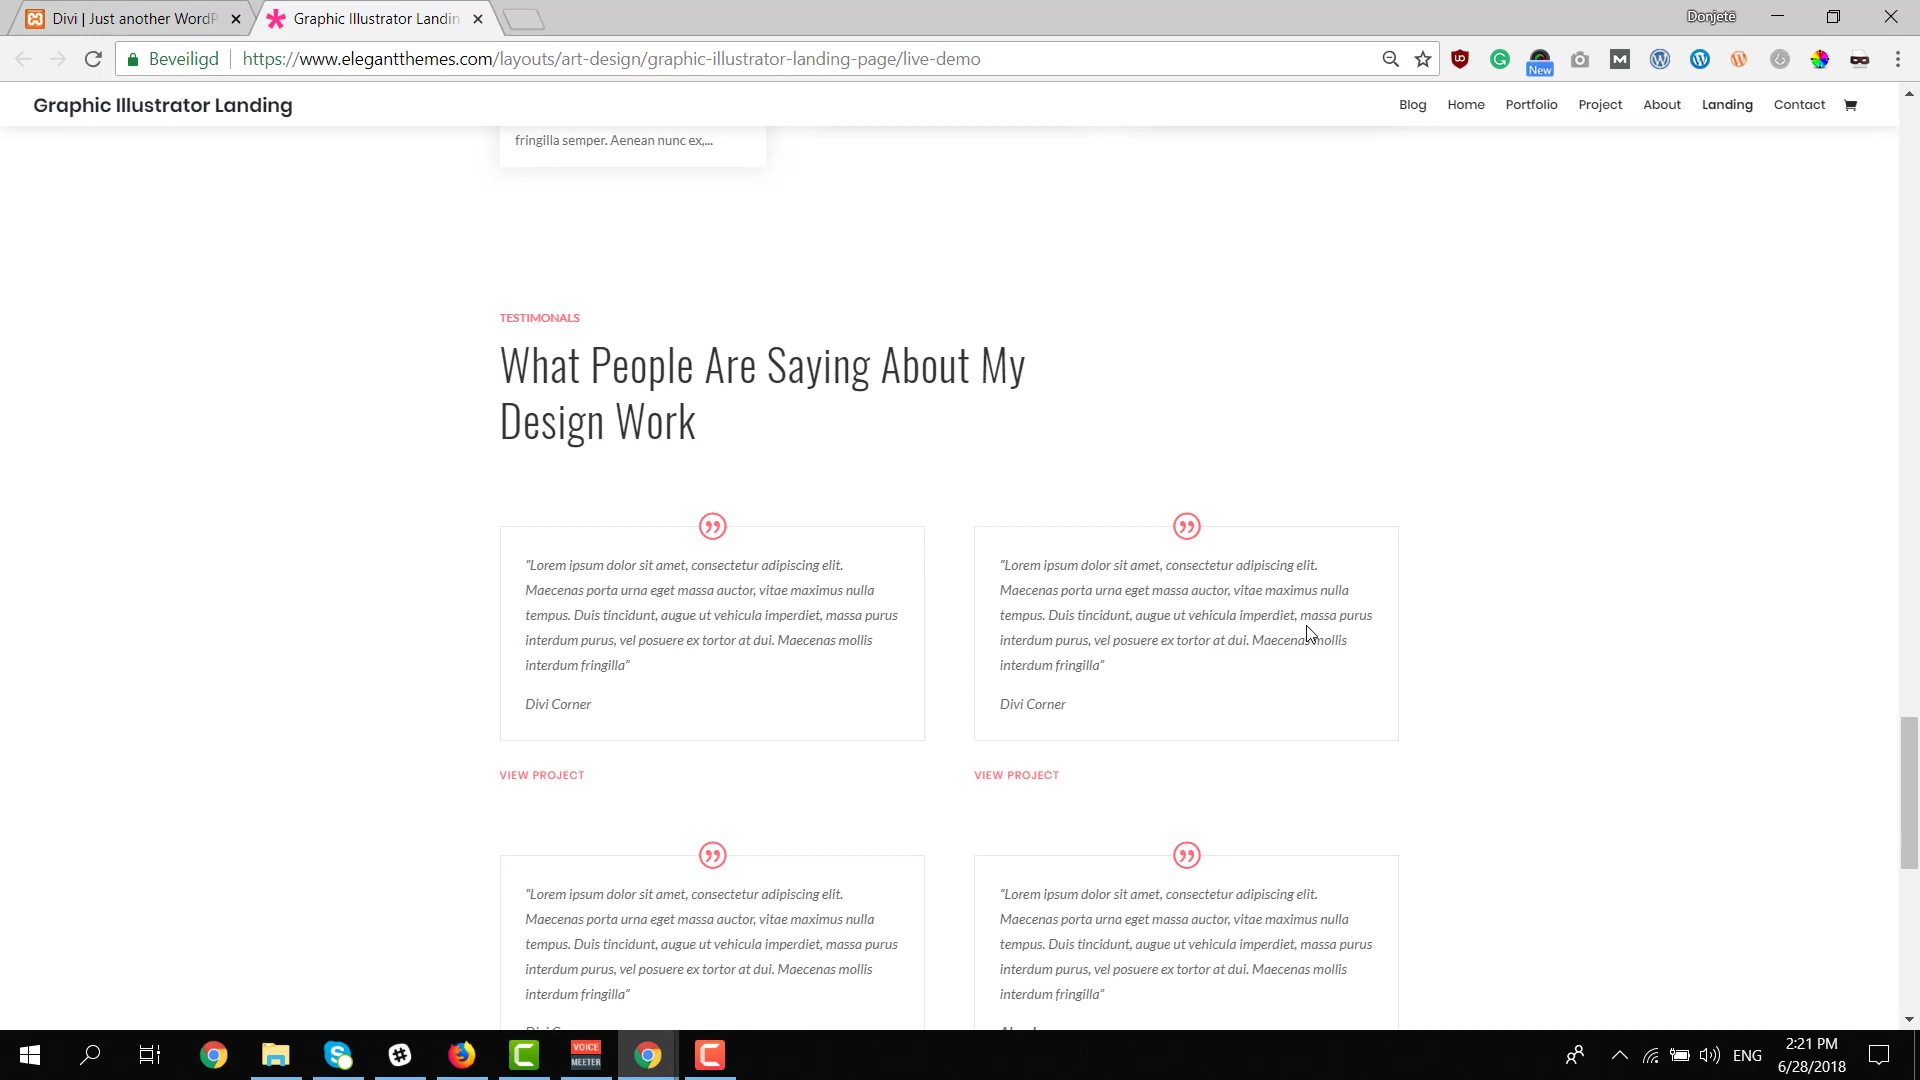 Divi | Just another WordP
Graphic Illustrator Landin
Donjetë
Beveiligd
https://www.elegantthemes.com/layouts/art-design/graphic-illustrator-landing-page/live-demo
New
Graphic Illustrator Landing
Blog
Home
Portfolio
Project
About
Landing
Contact
fringilla semper. Aenean nunc ex,...
TESTIMONALS
What People Are Saying About My
Design Work
“Lorem ipsum dolor sit amet, consectetur adipiscing elit.
Maecenas porta urna eget massa auctor, vitae maximus nulla
tempus. Duis tincidunt, augue ut vehicula imperdiet, massa purus
interdum purus, vel posuere ex tortor at dui. Maecenas mollis
interdum fringilla”
Divi Corner
VIEW PROJECT
“Lorem ipsum dolor sit amet, consectetur adipiscing elit.
Maecenas porta urna eget massa auctor, vitae maximus nulla
tempus. Duis tincidunt, augue ut vehicula imperdiet, massa purus
interdum purus, vel posuere ex tortor at dui. Maecenas mollis
interdum fringilla”
Divi Corner
VIEW PROJECT
“Lorem ipsum dolor sit amet, consectetur adipiscing elit.
Maecenas porta urna eget massa auctor, vitae maximus nulla
tempus. Duis tincidunt, augue ut vehicula imperdiet, massa purus
interdum purus, vel posuere ex tortor at dui. Maecenas mollis
interdum fringilla”
“Lorem ipsum dolor sit amet, consectetur adipiscing elit.
Maecenas porta urna eget massa auctor, vitae maximus nulla
tempus. Duis tincidunt, augue ut vehicula imperdiet, massa purus
interdum purus, vel posuere ex tortor at dui. Maecenas mollis
interdum fringilla”
VOICE
MEETER
ENG
2:21 PM
6/28/2018